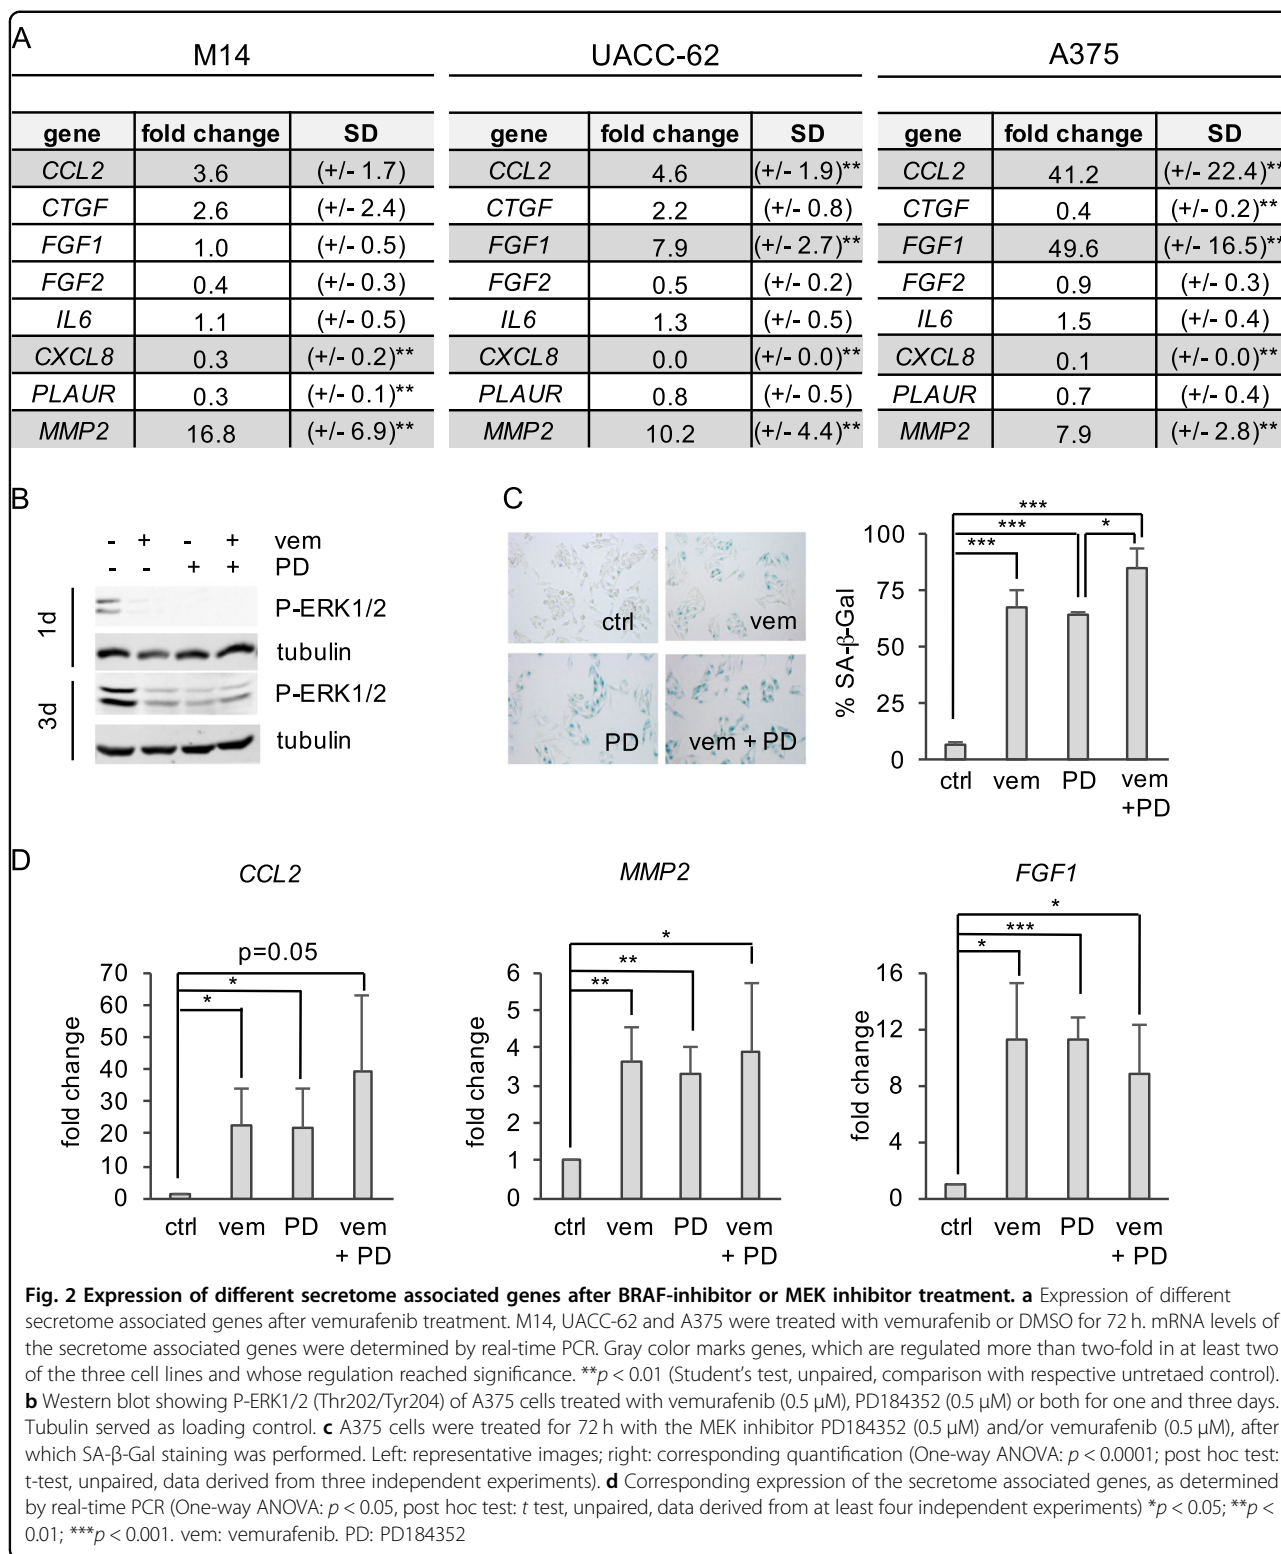 A
M14 UACC-62 A375
gene fold change SD gene fold change SD gene fold change SD
CCL2 3.6 (+/- 1.7) CCL2 4.6 (+/- 1.9)** CCL2 41.2 (+/- 22.4)**
CTGF 2.6 (+/- 2.4) CTGF 2.2 (+/- 0.8) CTGF 0.4 (+/- 0.2)**
FGF1 1.0 (+/- 0.5) FGF1 7.9 (+/- 2.7)** FGF1 49.6 (+/- 16.5)**
FGF2 0.4 (+/- 0.3) FGF2 0.5 (+/- 0.2) FGF2 0.9 (+/- 0.3)
IL6 1.1 (+/- 0.5) IL6 1.3 (+/- 0.5) IL6 1.5 (+/- 0.4)
CXCL8 0.3 (+/- 0.2)** CXCL8 0.0 (+/- 0.0)** CXCL8 0.1 (+/- 0.0)**
PLAUR 0.3 (+/- 0.1)** PLAUR 0.8 (+/- 0.5) PLAUR 0.7 (+/- 0.4)
MMP2 16.8 (+/- 6.9)** MMP2 10.2 (+/- 4.4)** MMP2 7.9 (+/- 2.8)**
B
- + - + vem
- - + + PD
1d
P-ERK1/2
tubulin
3d
P-ERK1/2
tubulin
C
ctrl vem
PD vem + PD
% SA-β-Gal
100
75
50
25
0
***
*** *
***
ctrl vem PD vem
+PD
D
CCL2
p=0.05
*
*
fold change
70
60
50
40
30
20
10
0
ctrl vem PD vem
+ PD
MMP2
*
**
**
fold change
6
5
4
3
2
1
0
ctrl vem PD vem
+ PD
FGF1
*
***
*
fold change
16
12
8
4
0
ctrl vem PD vem
+ PD
Fig. 2 Expression of different secretome associated genes after BRAF-inhibitor or MEK inhibitor treatment. a Expression of different
secretome associated genes after vemurafenib treatment. M14, UACC-62 and A375 were treated with vemurafenib or DMSO for 72 h. mRNA levels of
the secretome associated genes were determined by real-time PCR. Gray color marks genes, which are regulated more than two-fold in at least two
of the three cell lines and whose regulation reached significance. **p < 0.01 (Student's test, unpaired, comparison with respective untretaed control).
b Western blot showing P-ERK1/2 (Thr202/Tyr204) of A375 cells treated with vemurafenib (0.5 μM), PD184352 (0.5 μM) or both for one and three days.
Tubulin served as loading control. c A375 cells were treated for 72 h with the MEK inhibitor PD184352 (0.5 μM) and/or vemurafenib (0.5 μM), after
which SA-β-Gal staining was performed. Left: representative images; right: corresponding quantification (One-way ANOVA: p < 0.0001; post hoc test:
t-test, unpaired, data derived from three independent experiments). d Corresponding expression of the secretome associated genes, as determined
by real-time PCR (One-way ANOVA: p < 0.05, post hoc test: t test, unpaired, data derived from at least four independent experiments) *p < 0.05; **p <
0.01; ***p < 0.001. vem: vemurafenib. PD: PD184352